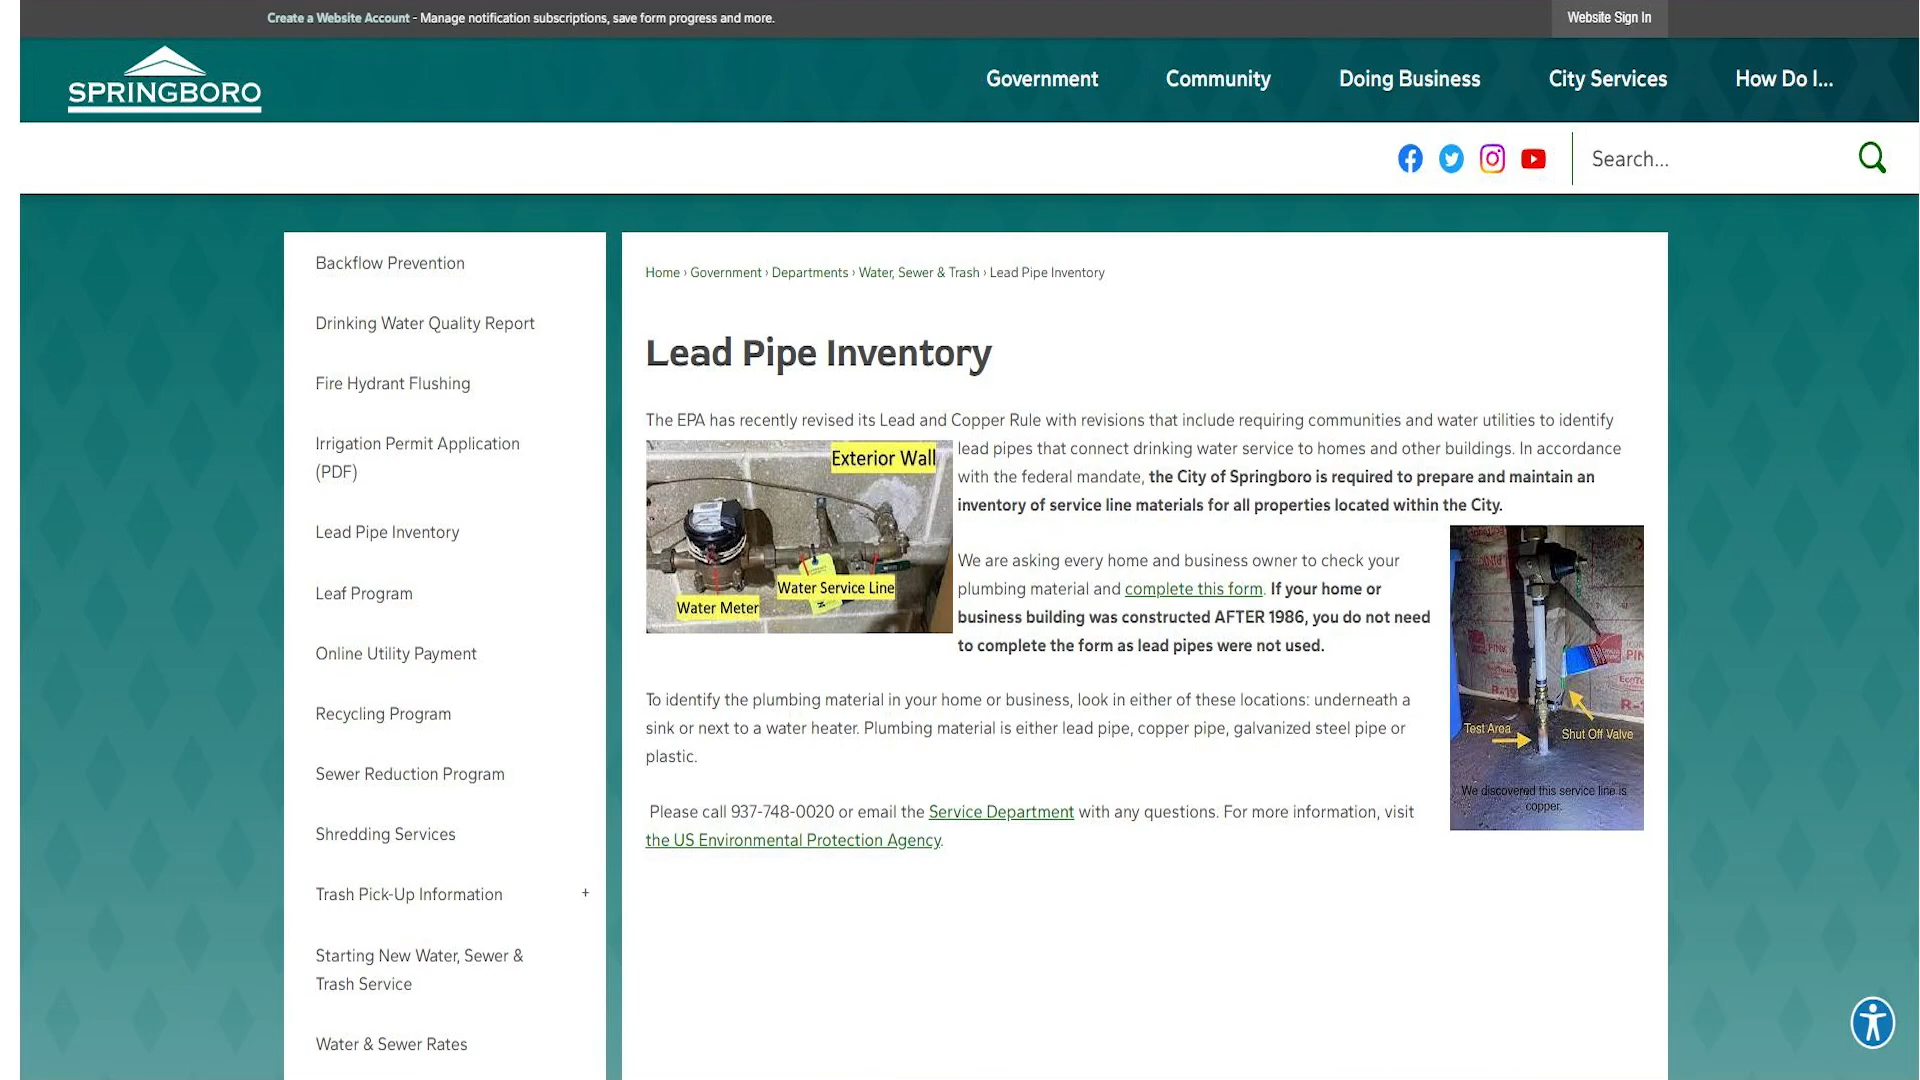 Create a Website Account - Manage notification subscriptions, save form progress and more.
Website Sign In
SPRINGBORO
Government
Community
Doing Business
City Services
How Do I...
Search...
Backflow Prevention
Drinking Water Quality Report
Fire Hydrant Flushing
Irrigation Permit Application
(PDF)
Lead Pipe Inventory
Leaf Program
Online Utility Payment
Recycling Program
Sewer Reduction Program
Shredding Services
Trash Pick-Up Information +
Starting New Water, Sewer &
Trash Service
Water & Sewer Rates
Home › Government › Departments › Water, Sewer & Trash › Lead Pipe Inventory
Lead Pipe Inventory
The EPA has recently revised its Lead and Copper Rule with revisions that include requiring communities and water utilities to identify
lead pipes that connect drinking water service to homes and other buildings. In accordance
with the federal mandate, the City of Springboro is required to prepare and maintain an
inventory of service line materials for all properties located within the City.
Exterior Wall
Water Service Line
Water Meter
We are asking every home and business owner to check your
plumbing material and complete this form. If your home or
business building was constructed AFTER 1986, you do not need
to complete the form as lead pipes were not used.
To identify the plumbing material in your home or business, look in either of these locations: underneath a
sink or next to a water heater. Plumbing material is either lead pipe, copper pipe, galvanized steel pipe or
plastic.
Please call 937-748-0020 or email the Service Department with any questions. For more information, visit
the US Environmental Protection Agency.
PINK
Test Area
Shut Off Valve
We discovered this service line is
copper.